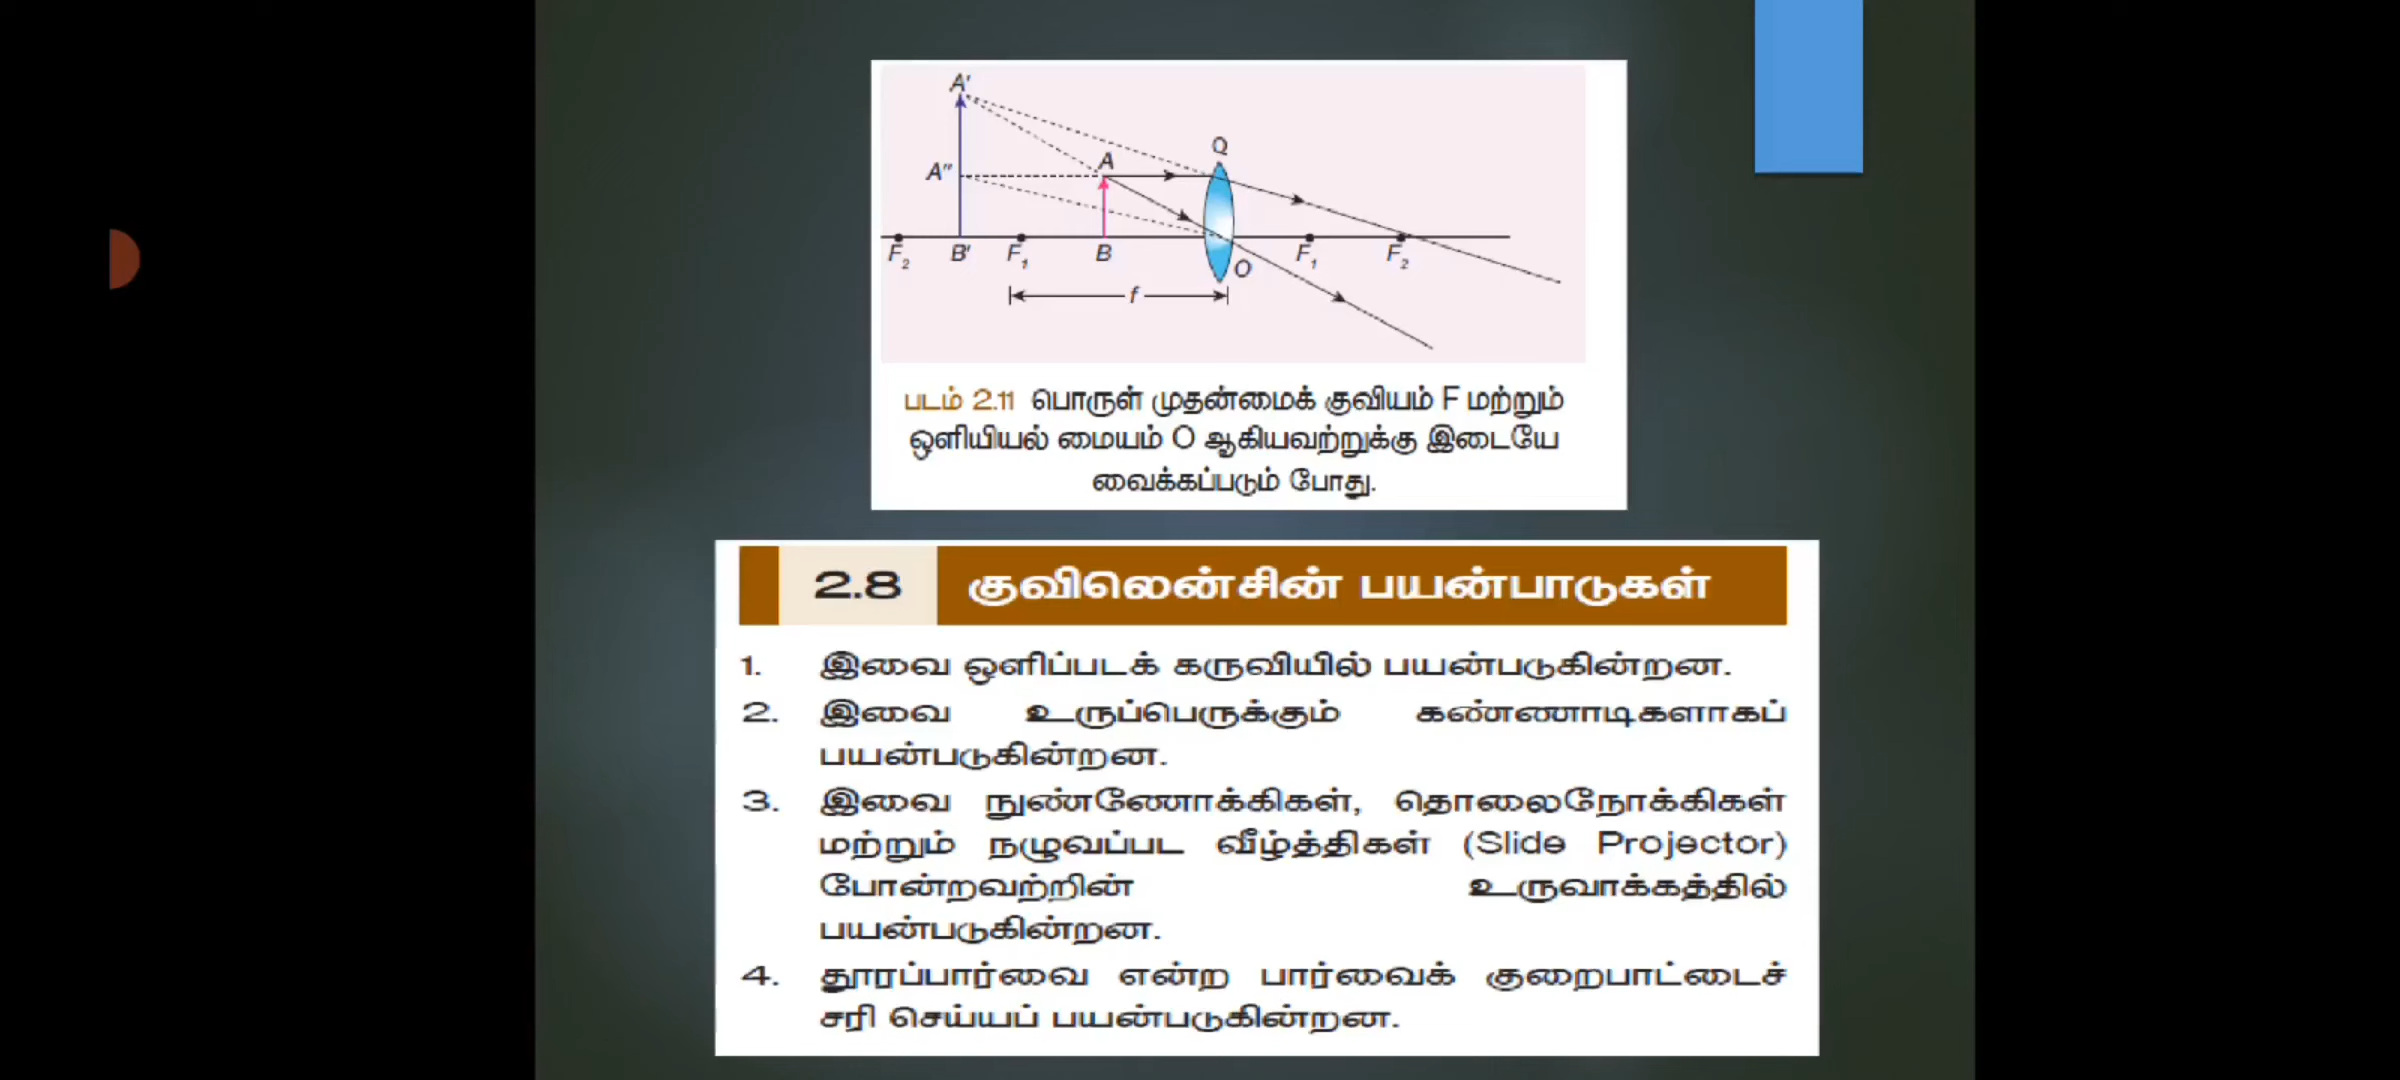 A'
Q
A
A"
F₂ B' F₁ B F₁ F₂
O
f
படம் 2.11 பொருள் முதன்மைக் குவியம் F மற்றும்
ஒளியியல் மையம் O ஆகியவற்றுக்கு இடையே
வைக்கப்படும் போது.
2.8 குவிலென்சின் பயன்பாடுகள்
1. இவை ஒளிப்படக் கருவியில் பயன்படுகின்றன.
2. இவை உருப்பெருக்கும் கண்ணாடிகளாகப்
பயன்படுகின்றன.
3. இவை நுண்ணோக்கிகள், தொலைநோக்கிகள்
மற்றும் நழுவப்பட வீழ்த்திகள் (Slide Projector)
போன்றவற்றின் உருவாக்கத்தில்
பயன்படுகின்றன.
4. தூரப்பார்வை என்ற பார்வைக் குறைபாட்டைச்
சரி செய்யப் பயன்படுகின்றன.